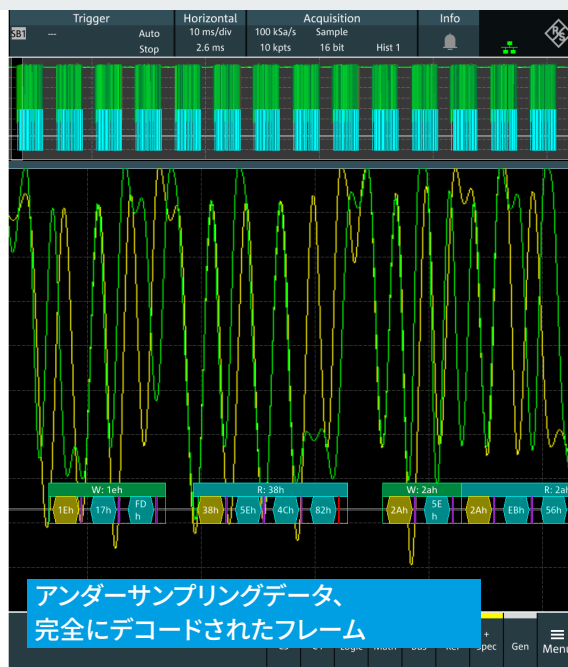 Trigger
Horizontal
Acquisition
Info
SB1
---
Auto
10 ms/div
100 kSa/s
Sample
Stop
2.6 ms
10 kpts
16 bit
Hist 1
R&S
W: 1eh
R: 38h
W: 2ah
R: 2ah
1Eh
17h
FD
h
38h
5Eh
4Ch
82h
2Ah
5E
h
2Ah
EBh
56h
アンダーサンプリングデータ、
完全にデコードされたフレーム
Gen
Menu